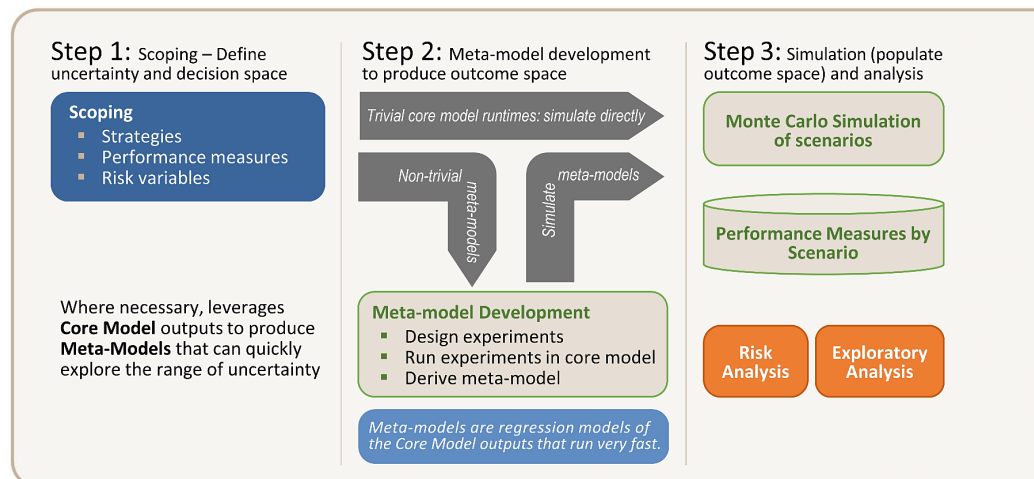 Step 1: Scoping – Define
uncertainty and decision space
Scoping
▪ Strategies
▪ Performance measures
▪ Risk variables
Where necessary, leverages
Core Model outputs to produce
Meta-Models that can quickly
explore the range of uncertainty
Step 2: Meta-model development
to produce outcome space
Trivial core model runtimes: simulate directly
Non-trivial
meta-models
Simulate
meta-models
Meta-model Development
▪ Design experiments
▪ Run experiments in core model
▪ Derive meta-model
Meta-models are regression models of
the Core Model outputs that run very fast.
Step 3: Simulation (populate
outcome space) and analysis
Monte Carlo Simulation
of scenarios
Performance Measures by
Scenario
Risk
Analysis
Exploratory
Analysis